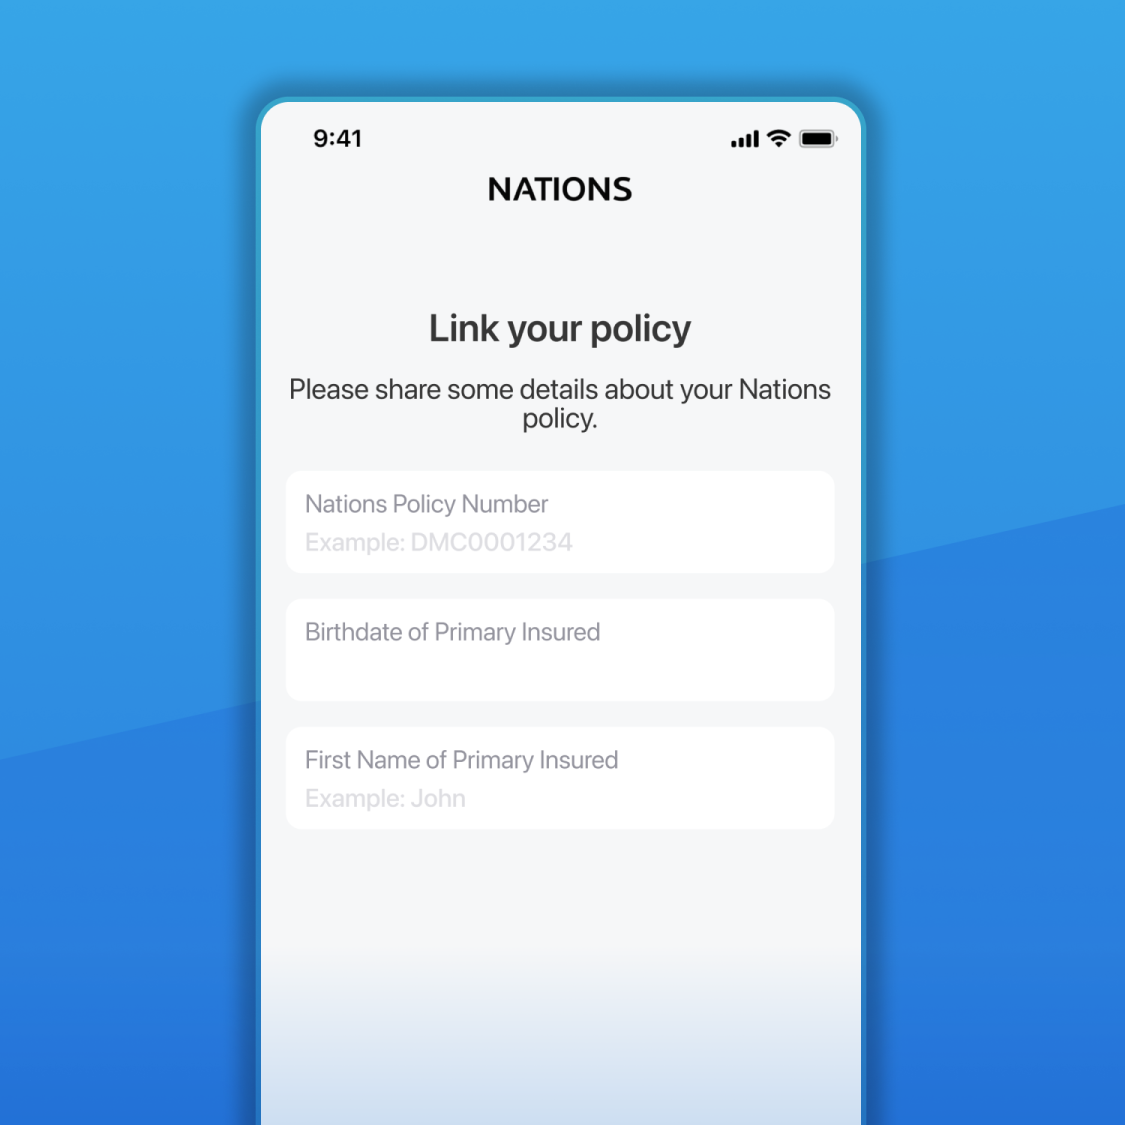 9:41
NATIONS
Link your policy
Please share some details about your Nations
policy.
Nations Policy Number
Example: DMC0001234
Birthdate of Primary Insured
First Name of Primary Insured
Example: John